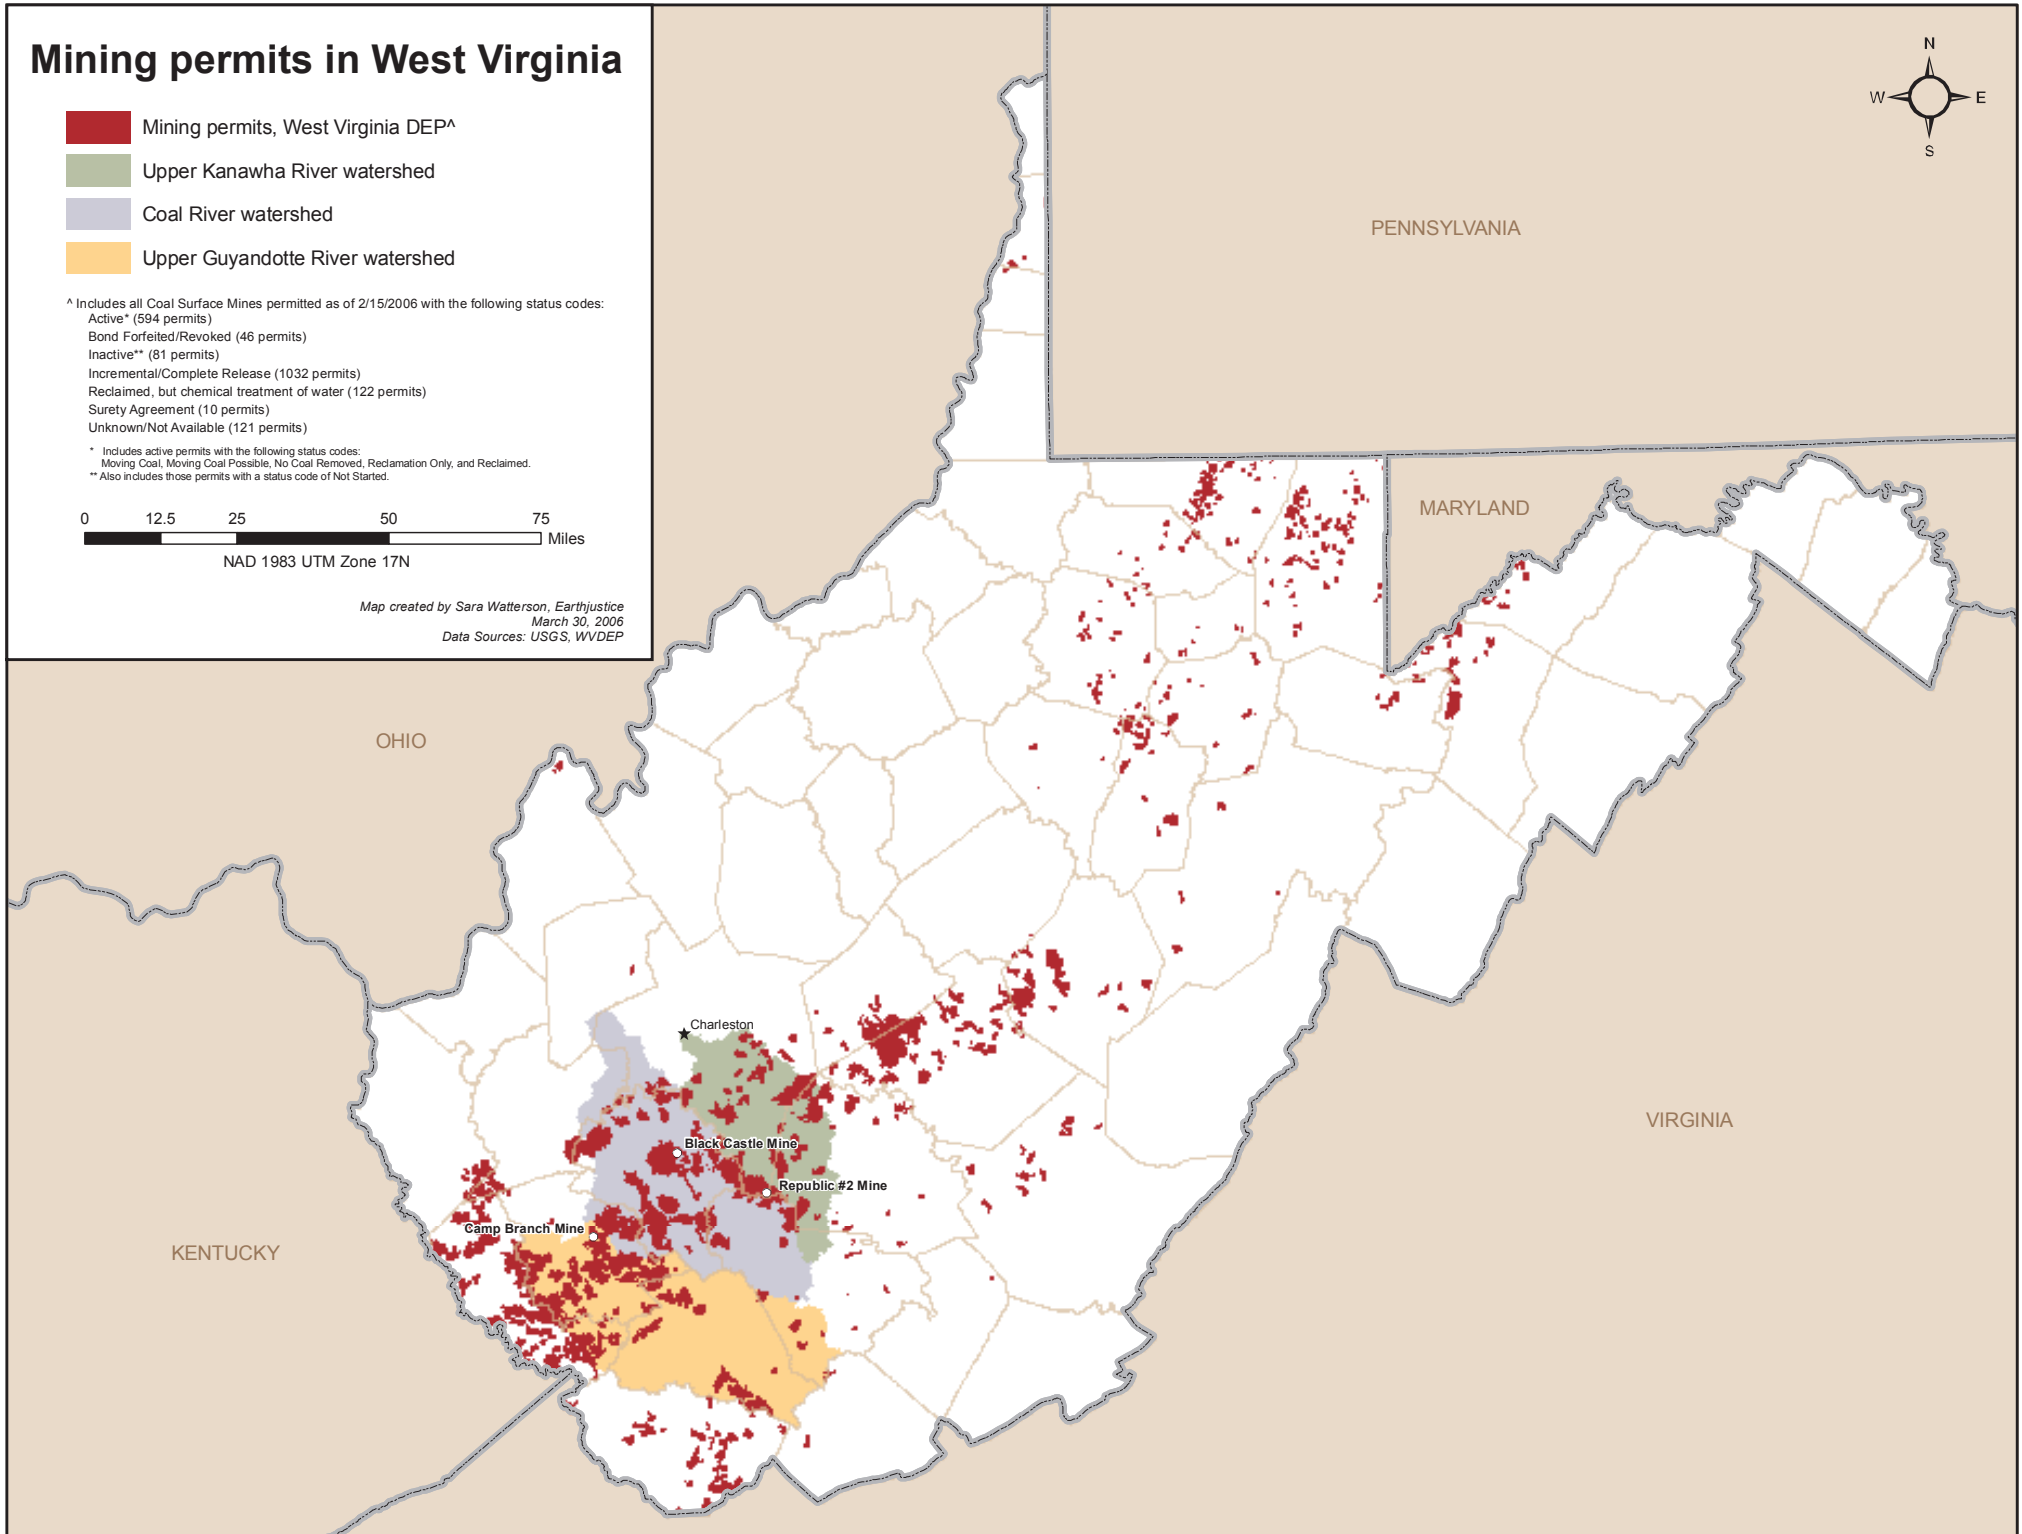 Mining permits in West Virginia
Mining permits, West Virginia DEP^
Upper Kanawha River watershed
Coal River watershed
Upper Guyandotte River watershed
^ Includes all Coal Surface Mines permitted as of 2/15/2006 with the following status codes:
Active* (594 permits)
Bond Forfeited/Revoked (46 permits)
Inactive** (81 permits)
Incremental/Complete Release (1032 permits)
Reclaimed, but chemical treatment of water (122 permits)
Surety Agreement (10 permits)
Unknown/Not Available (121 permits)
* Includes active permits with the following status codes:
Moving Coal, Moving Coal Possible, No Coal Removed, Reclamation Only, and Reclaimed.
** Also includes those permits with a status code of Not Started.
0 12.5 25 50 75
Miles
NAD 1983 UTM Zone 17N
Map created by Sara Watterson, Earthjustice
March 30, 2006
Data Sources: USGS, WVDEP
N
W E
S
PENNSYLVANIA
MARYLAND
OHIO
Charleston
VIRGINIA
Black Castle Mine
Republic #2 Mine
Camp Branch Mine
KENTUCKY